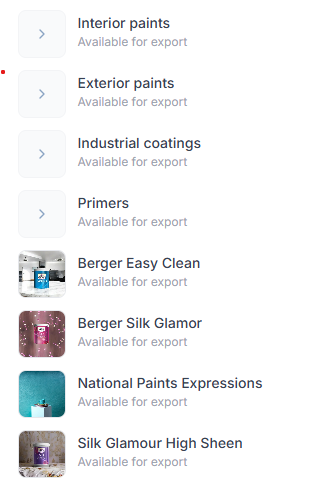 Interior paints
Available for export
Exterior paints
Available for export
Industrial coatings
Available for export
Primers
Available for export
Berger Easy Clean
Available for export
Berger Silk Glamor
Available for export
National Paints Expressions
Available for export
Silk Glamour High Sheen
Available for export